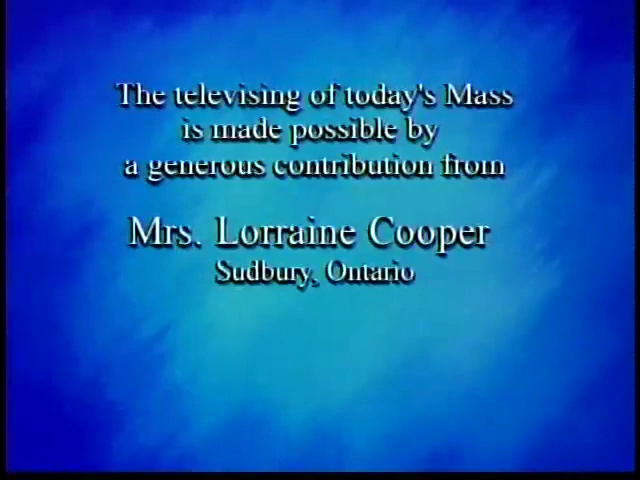 The televising of today's Mass
is made possible by
a generous contribution from
Mrs. Lorraine Cooper
Sudbury, Ontario